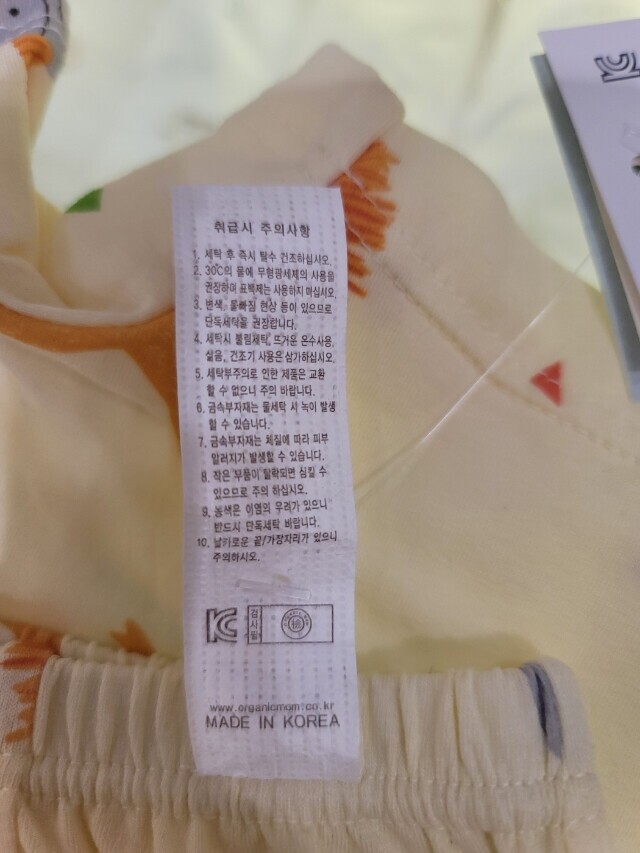 취급시 주의사항
1. 세탁 후 즉시 탈수 건조하십시오.
2. 30℃의 물에 무형광세제의 사용을
권장하며 표백제는 사용하지 마십시오.
3. 변색, 물빠짐 현상 등이 있으므로
단독세탁을 권장합니다.
4. 세탁시 불림세탁, 뜨거운 온수사용,
삶음, 건조기 사용은 삼가하십시오.
5. 세탁부주의로 인한 제품은 교환
할 수 없으니 주의 바랍니다.
6. 금속부자재는 물세탁 시 녹이 발생
할 수 있습니다.
7. 금속부자재는 체질에 따라 피부
알러지가 발생할 수 있습니다.
8. 작은 부품이 탈락되면 삼킬 수
있으므로 주의 하십시오.
9. 농색은 이염의 우려가 있으니
반드시 단독세탁 바랍니다.
10. 날카로운 끝/가장자리가 있으니
주의하시오.
KC
검사필
www.organicmom.co.kr
MADE IN KOREA